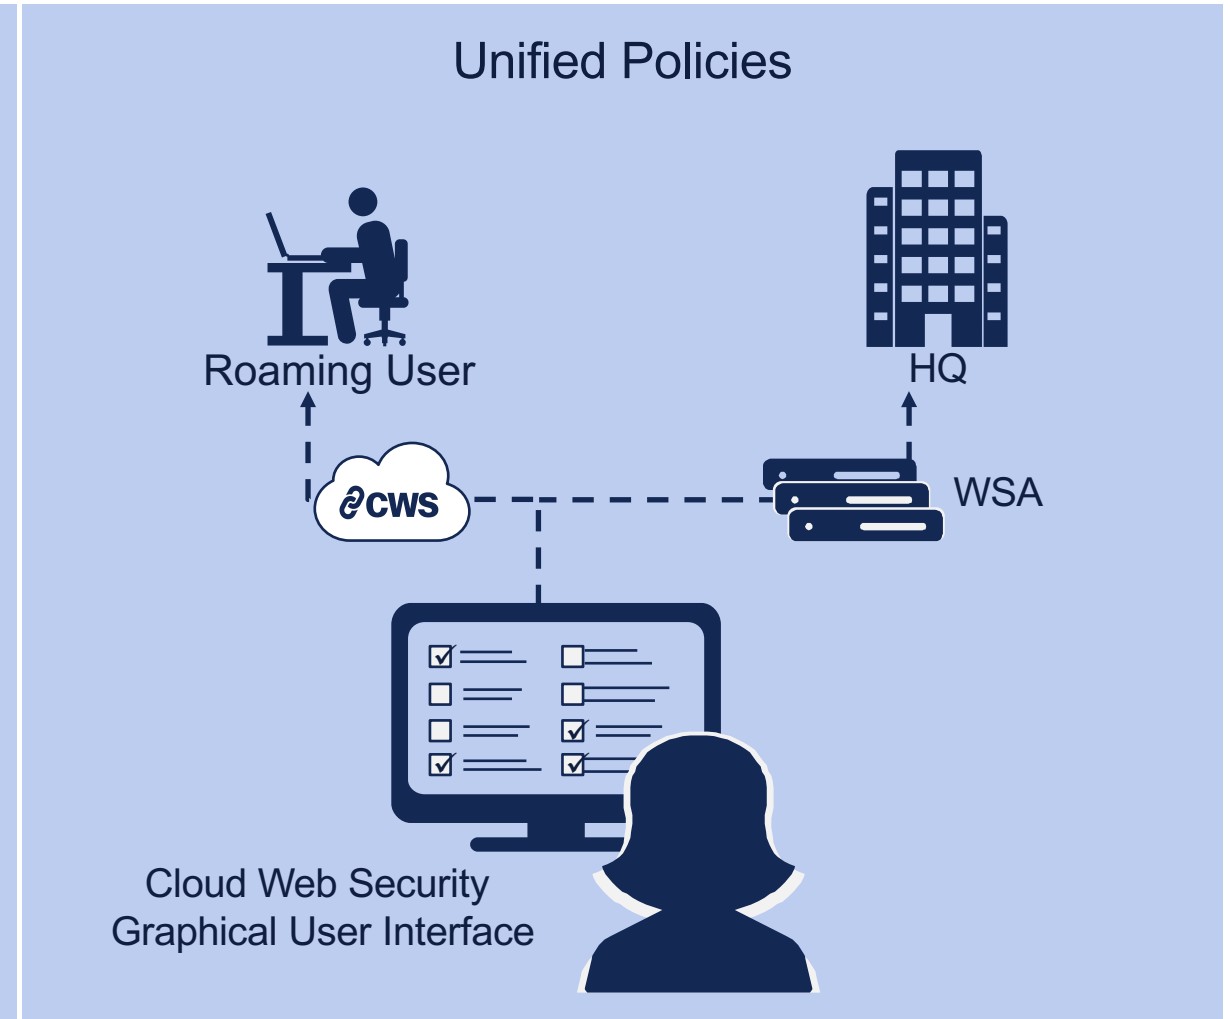 Unified Policies
Roaming User
HQ
CWS
WSA
Cloud Web Security
Graphical User Interface